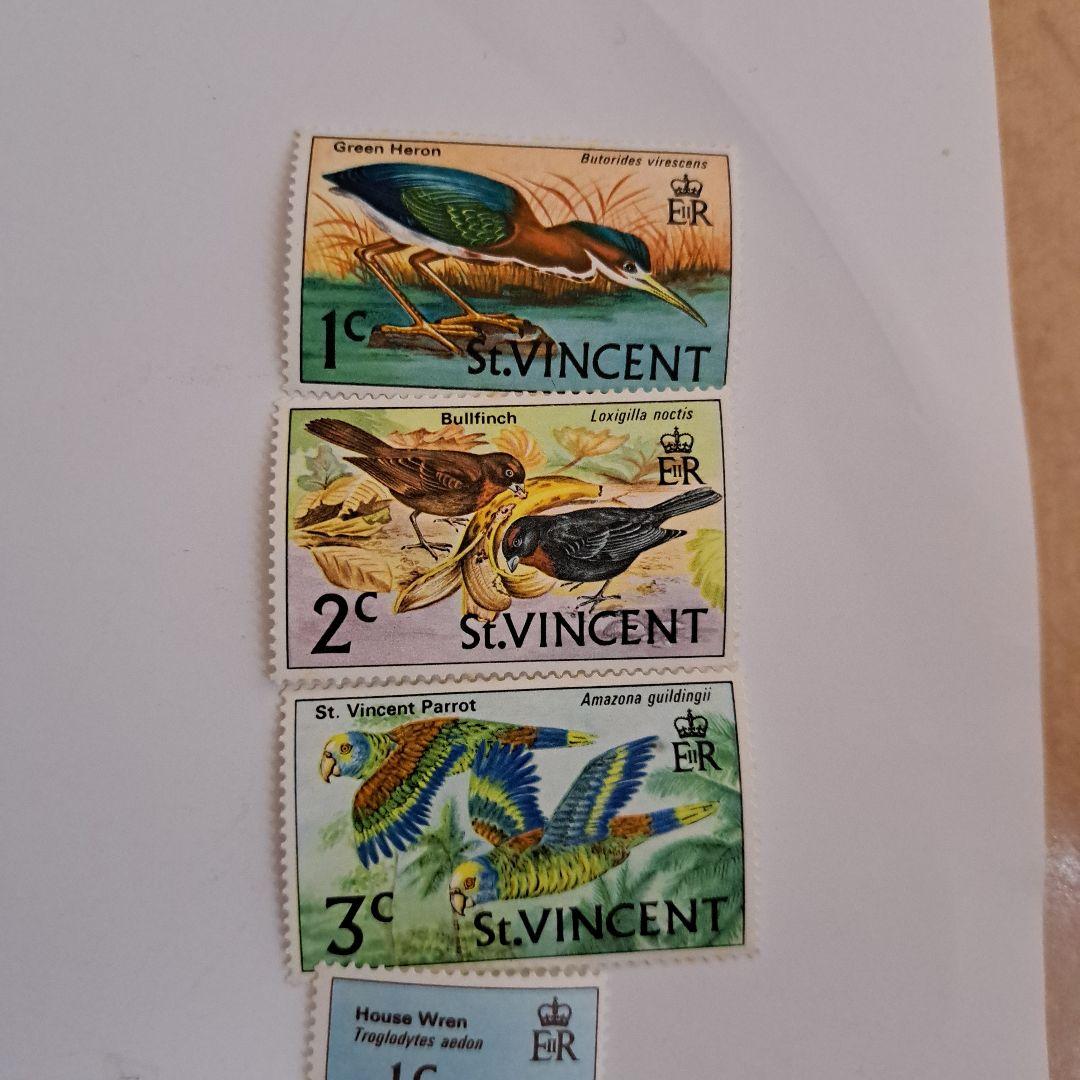 Green Heron
Butorides virescens
EIIR
1c
St.VINCENT
Bullfinch
Loxigilla noctis
EIIR
2c
St.VINCENT
St. Vincent Parrot
Amazona guildingii
EIIR
3c
St.VINCENT
House Wren
Troglodytes aedon
EIIR